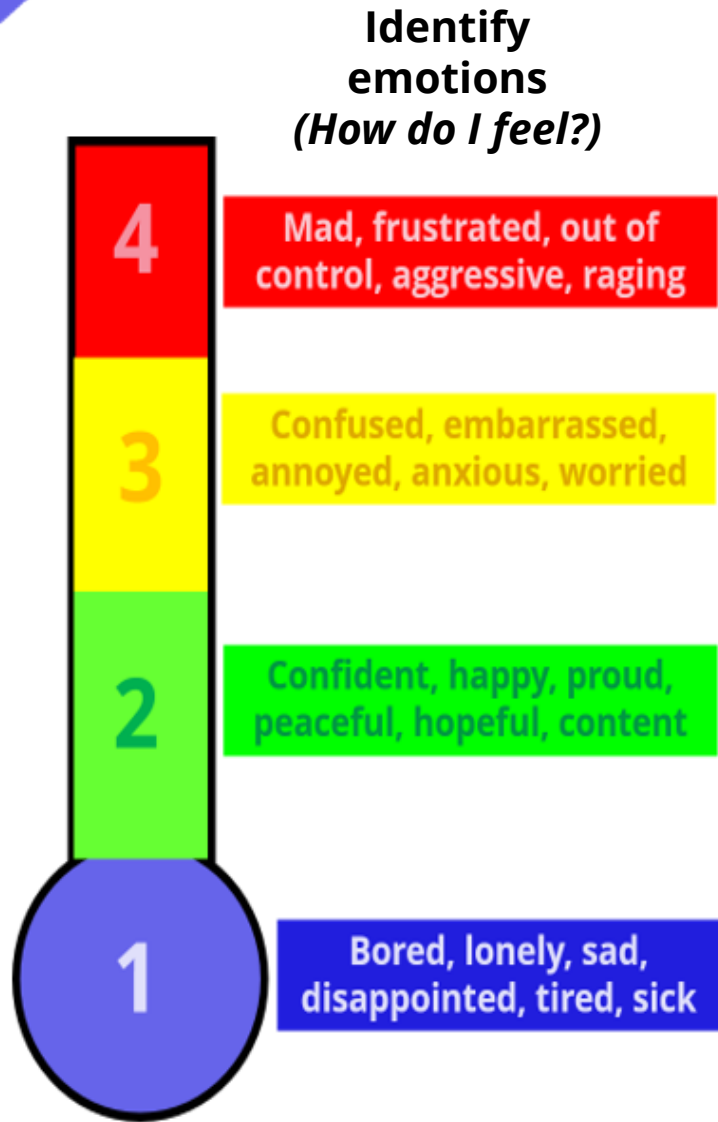 Identify
emotions
(How do I feel?)
4
Mad, frustrated, out of
control, aggressive, raging
3
Confused, embarrassed,
annoyed, anxious, worried
2
Confident, happy, proud,
peaceful, hopeful, content
1
Bored, lonely, sad,
disappointed, tired, sick